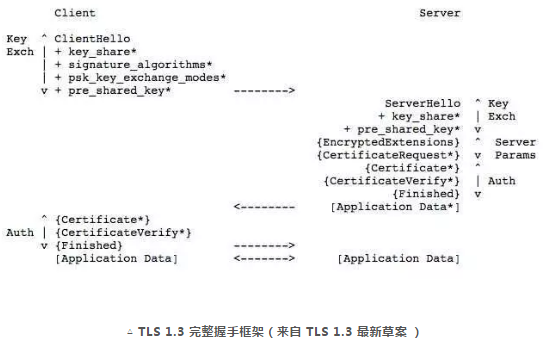 Client Server
Key ^ ClientHello
Exch | + key_share*
| + signature_algorithms*
| + psk_key_exchange_modes*
v + pre_shared_key* -------->
ServerHello ^ Key
+ key_share* | Exch
+ pre_shared_key* v
{EncryptedExtensions} ^ Server
{CertificateRequest*} v Params
{Certificate*} ^
{CertificateVerify*} | Auth
{Finished} v
<-------- [Application Data*]
^ {Certificate*}
Auth | {CertificateVerify*}
v {Finished} -------->
[Application Data] <-------> [Application Data]
△ TLS 1.3 完整握手框架（来自 TLS 1.3 最新草案 ）